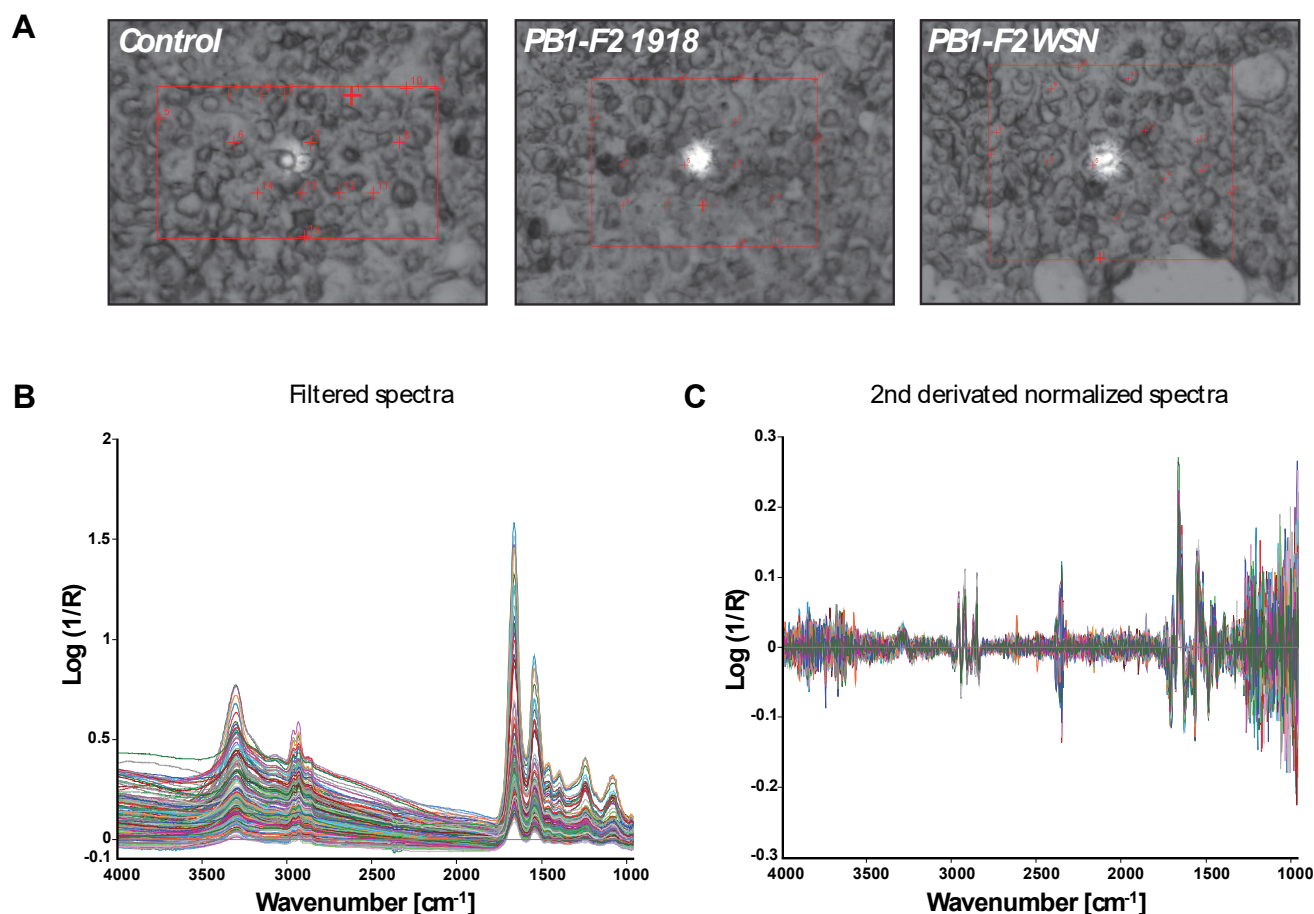 A
Control
PB1-F2 1918
PB1-F2 WSN
B
Filtered spectra
Log (1/R)
2
1.5
1
0.5
0
-0.1
4000 3500 3000 2500 2000 1500 1000
Wavenumber [cm⁻¹]
C
2nd derivated normalized spectra
Log (1/R)
0.3
0.2
0.1
0
-0.1
-0.2
-0.3
4000 3500 3000 2500 2000 1500 1000
Wavenumber [cm⁻¹]